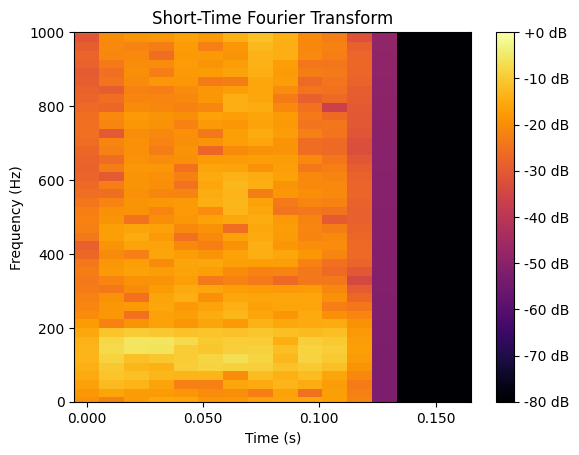 Short-Time Fourier Transform
1000
800
600
400
200
0
Frequency (Hz)
0.000
0.050
0.100
0.150
Time (s)
+0 dB
-10 dB
-20 dB
-30 dB
-40 dB
-50 dB
-60 dB
-70 dB
-80 dB